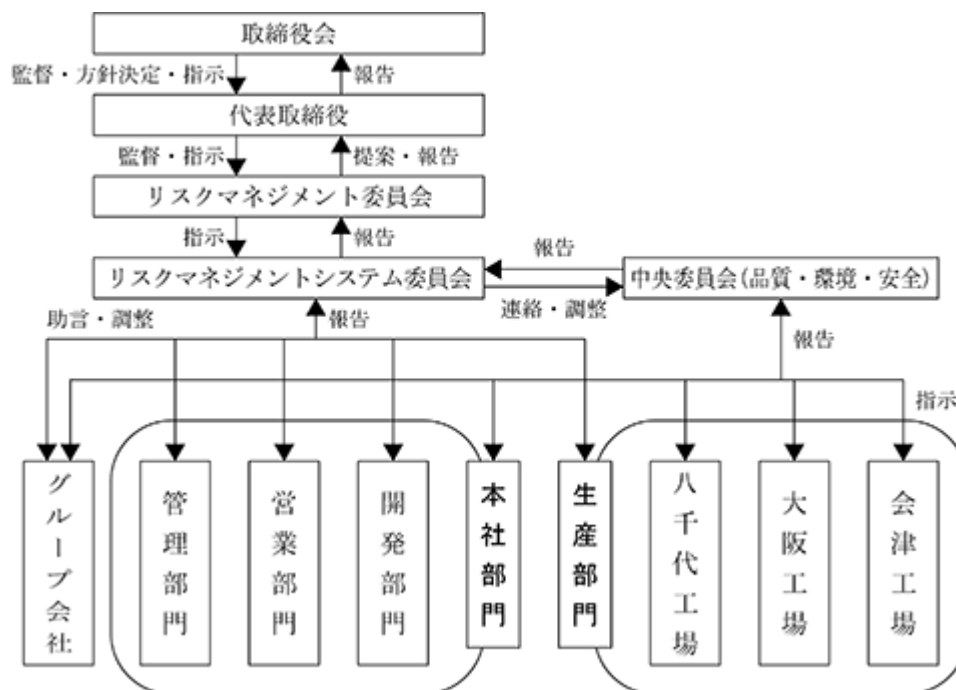 取締役会
監督・方針決定・指示
報告
代表取締役
監督・指示
提案・報告
リスクマネジメント委員会
指示
報告
リスクマネジメントシステム委員会
報告
連絡・調整
中央委員会(品質・環境・安全)
助言・調整
報告
報告
指示
グループ会社
管理部門
営業部門
開発部門
本社部門
生産部門
八千代工場
大阪工場
会津工場